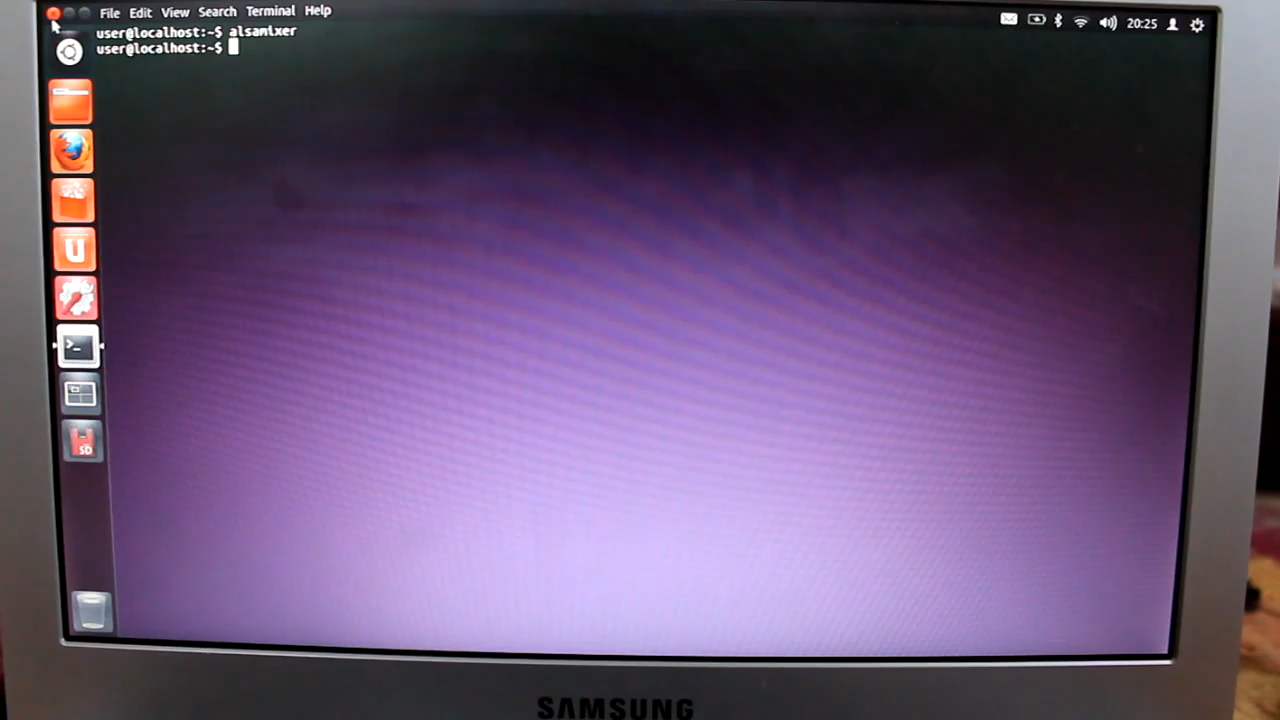 File Edit View Search Terminal Help
20:25
user@localhost:~$ alsamixer
user@localhost:~$
u
>_
SD
SAMSUNG